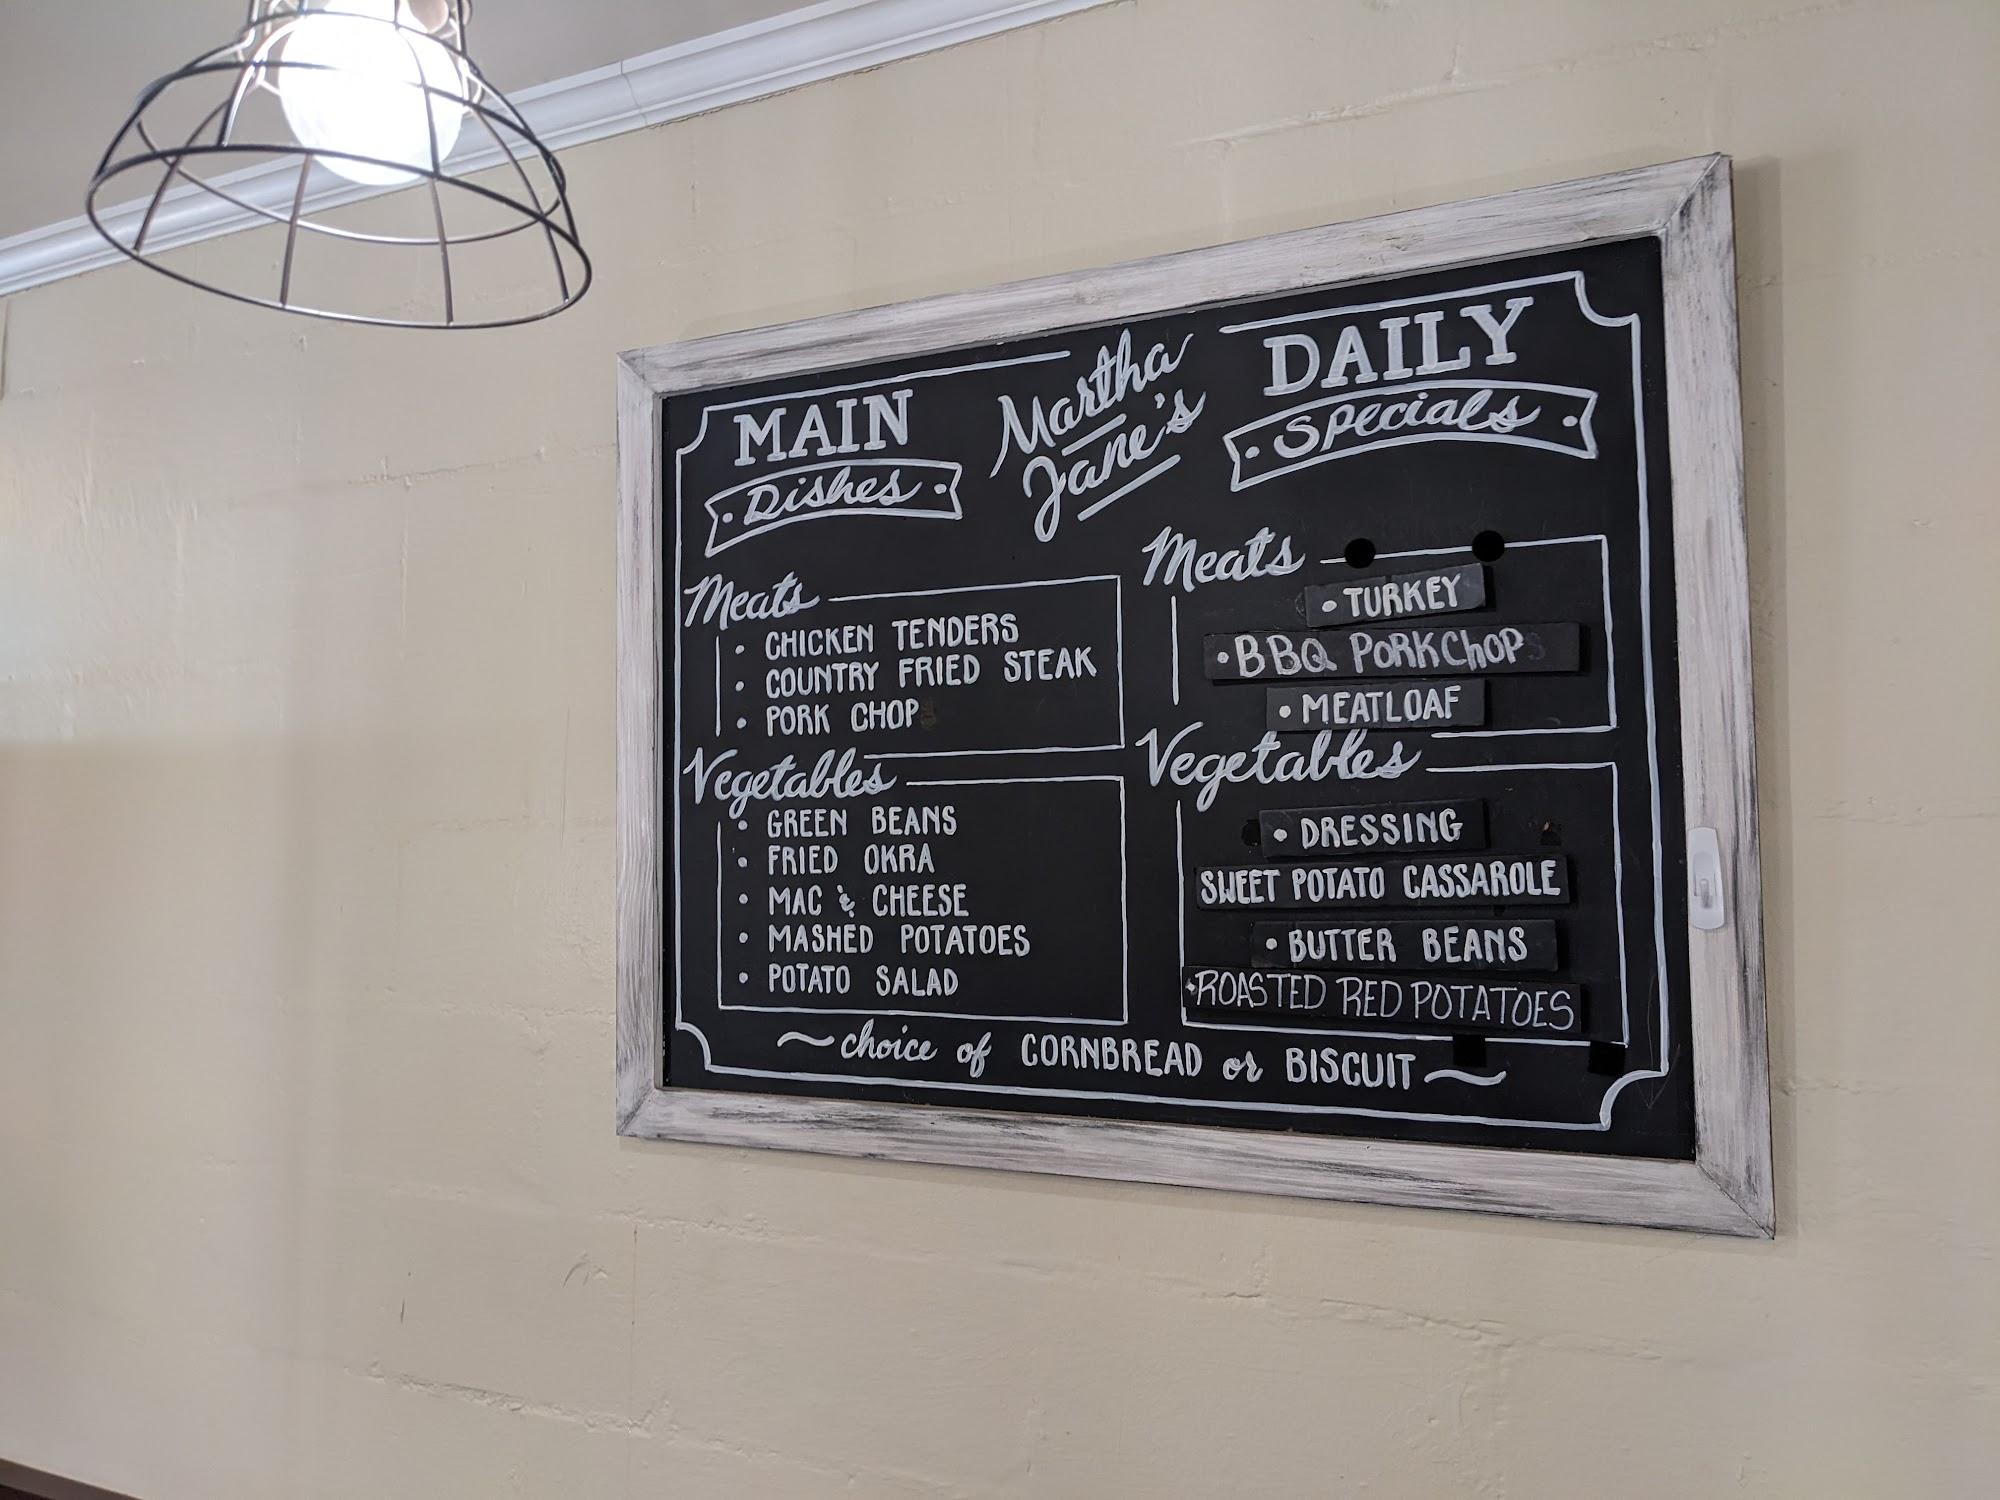 MAIN
Dishes
Martha
Jane's
DAILY
Specials
Meats
• CHICKEN TENDERS
• COUNTRY FRIED STEAK
• PORK CHOP
Vegetables
• GREEN BEANS
• FRIED OKRA
• MAC & CHEESE
• MASHED POTATOES
• POTATO SALAD
Meats
• TURKEY
• BBQ PORKChOP
• MEATLOAF
Vegetables
• DRESSING
SWEET POTATO CASSAROLE
• BUTTER BEANS
• ROASTED RED POTATOES
~ choice of CORNBREAD or BISCUIT ~